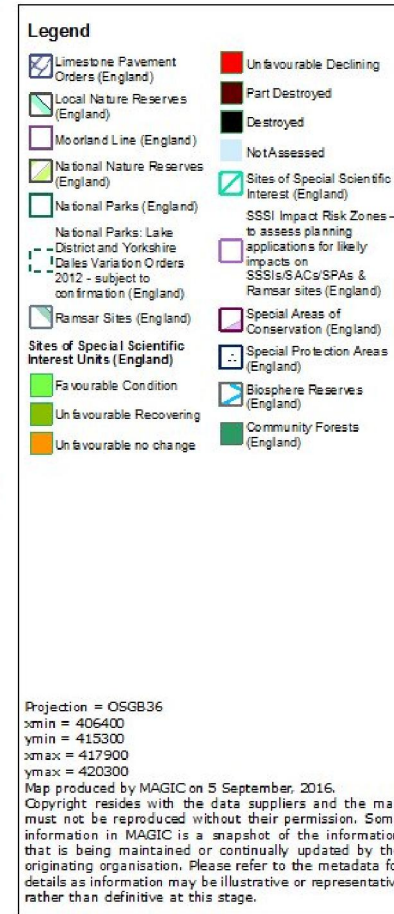 Legend
Limestone Pavement
Orders (England)
Local Nature Reserves
(England)
Moorland Line (England)
National Nature Reserves
(England)
National Parks (England)
National Parks: Lake
District and Yorkshire
Dales Variation Orders
2012 - subject to
confirmation (England)
Ramsar Sites (England)
Sites of Special Scientific
Interest Units (England)
Favourable Condition
Unfavourable Recovering
Unfavourable no change
Unfavourable Declining
Part Destroyed
Destroyed
Not Assessed
Sites of Special Scientific
Interest (England)
SSSI Impact Risk Zones -
to assess planning
applications for likely
impacts on
SSSIs/SACs/SPAs &
Ramsar sites (England)
Special Areas of
Conservation (England)
Special Protection Areas
(England)
Biosphere Reserves
(England)
Community Forests
(England)
Projection = OSGB36
xmin = 406400
ymin = 415300
xmax = 417900
ymax = 420300
Map produced by MAGIC on 5 September, 2016.
Copyright resides with the data suppliers and the ma
must not be reproduced without their permission. Som
information in MAGIC is a snapshot of the information
that is being maintained or continually updated by the
originating organisation. Please refer to the metadata fo
details as information may be illustrative or representativ
rather than definitive at this stage.